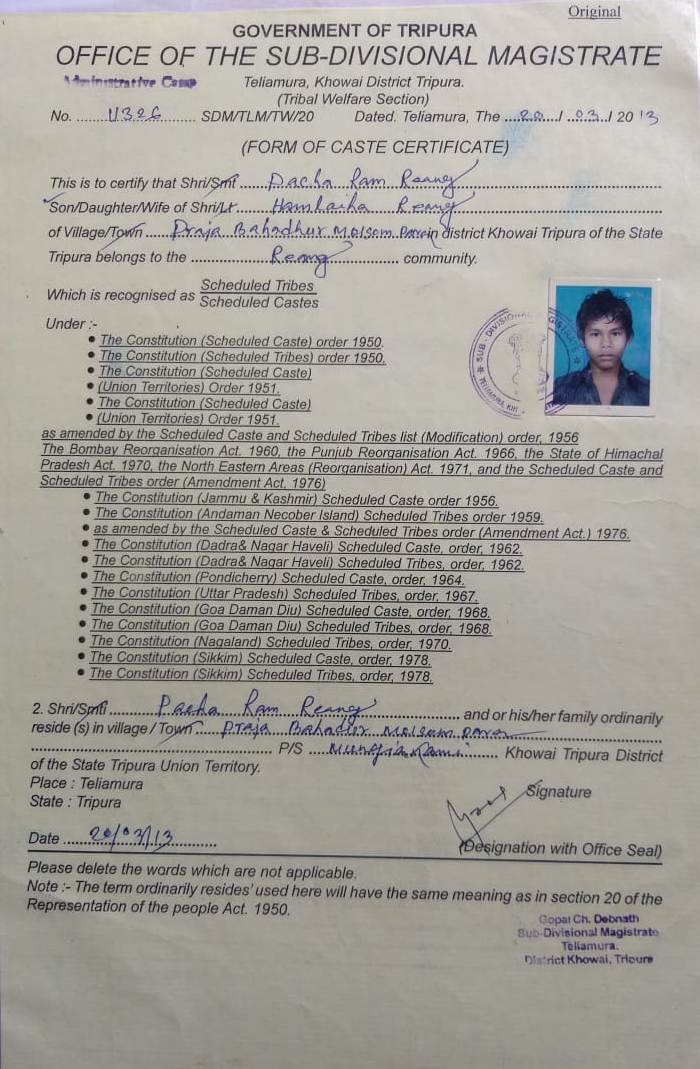 Original
GOVERNMENT OF TRIPURA
OFFICE OF THE SUB-DIVISIONAL MAGISTRATE
Administrative Camp
Teliamura, Khowai District Tripura.
(Tribal Welfare Section)
No. ........ SDM/TLM/TW/20 Dated. Teliamura, The ...20.../ ..03../ 2013
(FORM OF CASTE CERTIFICATE)
This is to certify that Shri/Smt ..... Pacha Ram Reang
Son/Daughter/Wife of Shri/Lt. ..... Reang
of Village/Town ..... Praja Bahadhur Molsom Para in district Khowai Tripura of the State
Tripura belongs to the ..... Reang ..... community.
Which is recognised as Scheduled Tribes
Scheduled Castes
Under :-
• The Constitution (Scheduled Caste) order 1950.
• The Constitution (Scheduled Tribes) order 1950.
• The Constitution (Scheduled Caste)
• (Union Territories) Order 1951.
• The Constitution (Scheduled Caste)
• (Union Territories) Order 1951.
as amended by the Scheduled Caste and Scheduled Tribes list (Modification) order, 1956
The Bombay Reorganisation Act. 1960, the Punjub Reorganisation Act. 1966, the State of Himachal
Pradesh Act. 1970, the North Eastern Areas (Reorganisation) Act. 1971, and the Scheduled Caste and
Scheduled Tribes order (Amendment Act. 1976)
• The Constitution (Jammu & Kashmir) Scheduled Caste order 1956.
• The Constitution (Andaman Necober Island) Scheduled Tribes order 1959.
• as amended by the Scheduled Caste & Scheduled Tribes order (Amendment Act.) 1976.
• The Constitution (Dadra& Nagar Haveli) Scheduled Caste, order, 1962.
• The Constitution (Dadra& Nagar Haveli) Scheduled Tribes, order, 1962.
• The Constitution (Pondicherry) Scheduled Caste, order, 1964.
• The Constitution (Uttar Pradesh) Scheduled Tribes, order, 1967.
• The Constitution (Goa Daman Diu) Scheduled Caste, order, 1968.
• The Constitution (Goa Daman Diu) Scheduled Tribes, order, 1968.
• The Constitution (Nagaland) Scheduled Tribes, order, 1970.
• The Constitution (Sikkim) Scheduled Caste, order, 1978.
• The Constitution (Sikkim) Scheduled Tribes, order, 1978.
SUB-DIVISIONAL MAGISTRATE
TELIAMURA
2. Shri/Smti ..... Pacha Ram Reang ..... and or his/her family ordinarily
reside (s) in village / Town ..... Praja Bahadur Molsom Para
..... P/S ..... Mungiakami ..... Khowai Tripura District
of the State Tripura Union Territory.
Place : Teliamura
State : Tripura
Signature
Date ..... 20/03/13 .....
(Designation with Office Seal)
Please delete the words which are not applicable.
Note :- The term ordinarily resides' used here will have the same meaning as in section 20 of the
Representation of the people Act. 1950.
Gopal Ch. Debnath
Sub-Divisional Magistrate
Teliamura.
District Khowai, Tripura